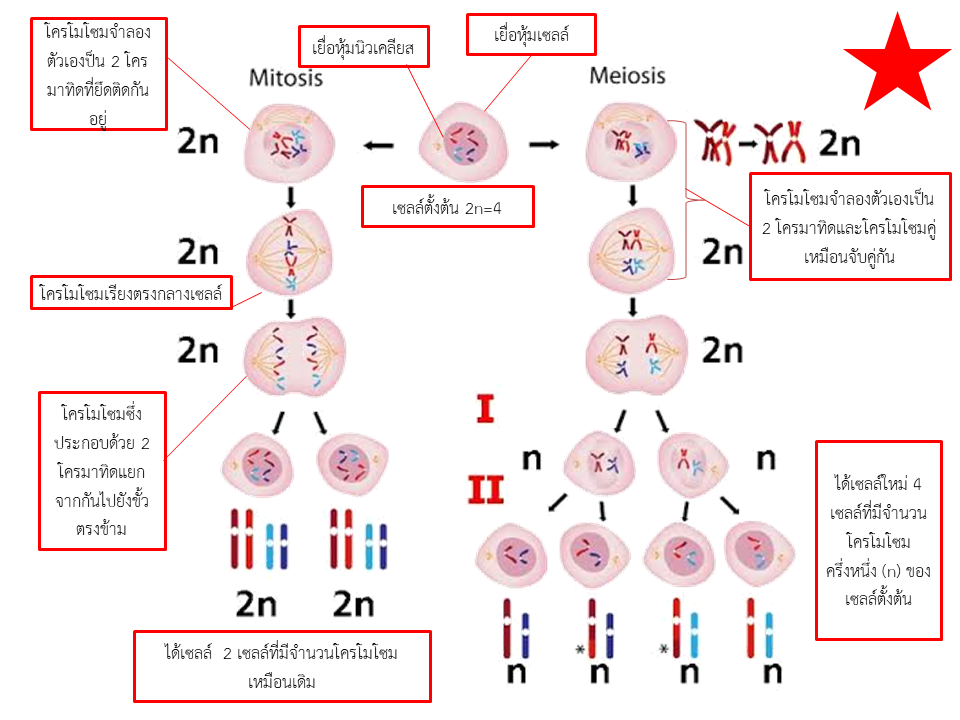 โครโมโซมจำลอง
ตัวเองป็น 2 โคร
มาทิดที่ยึดติดกัน
อยู่
เยื่อหุ้มนิวเคลียส
เยื่อหุ้มเซลล์
Mitosis
Meiosis
2n
2n
เซลล์ตั้งต้น 2n=4
โครโมโซมจำลองตัวเองเป็น
2 โครมาทิดและโครโมโซมคู่
เหมือนจับคู่กัน
2n
2n
โครโมโซมเรียงตรงกลางเซลล์
2n
2n
โครโมโซมซึ่ง
ประกอบด้วย 2
โครมาทิดแยก
จากกันไปยังขั้ว
ตรงข้าม
I
n
n
II
ได้เซลล์ใหม่ 4
เซลล์ที่มีจำนวน
โครโมโซม
ครึ่งหนึ่ง (n) ของ
เซลล์ตั้งต้น
2n
2n
*
*
n
n
n
n
ได้เซลล์ 2 เซลล์ที่มีจำนวนโครโมโซม
เหมือนเดิม